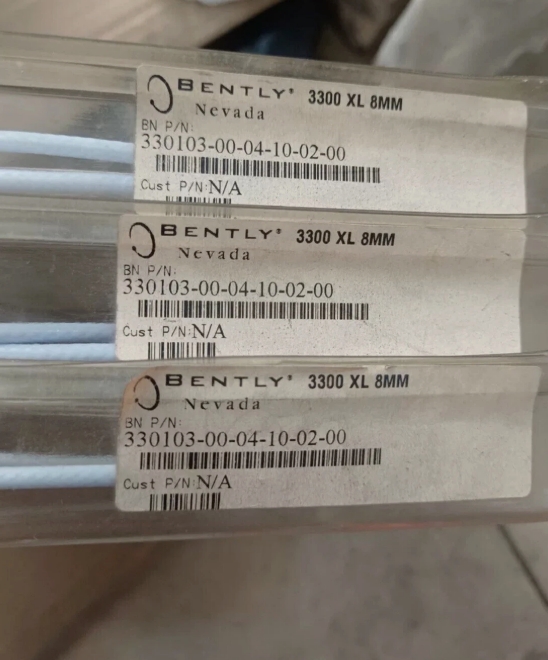 BENTLY® 3300 XL 8MM
Nevada
BN P/N:
330103-00-04-10-02-00
Cust P/N:N/A
BENTLY® 3300 XL 8MM
Nevada
BN P/N:
330103-00-04-10-02-00
Cust P/N:N/A
BENTLY® 3300 XL 8MM
Nevada
BN P/N:
330103-00-04-10-02-00
Cust P/N:N/A